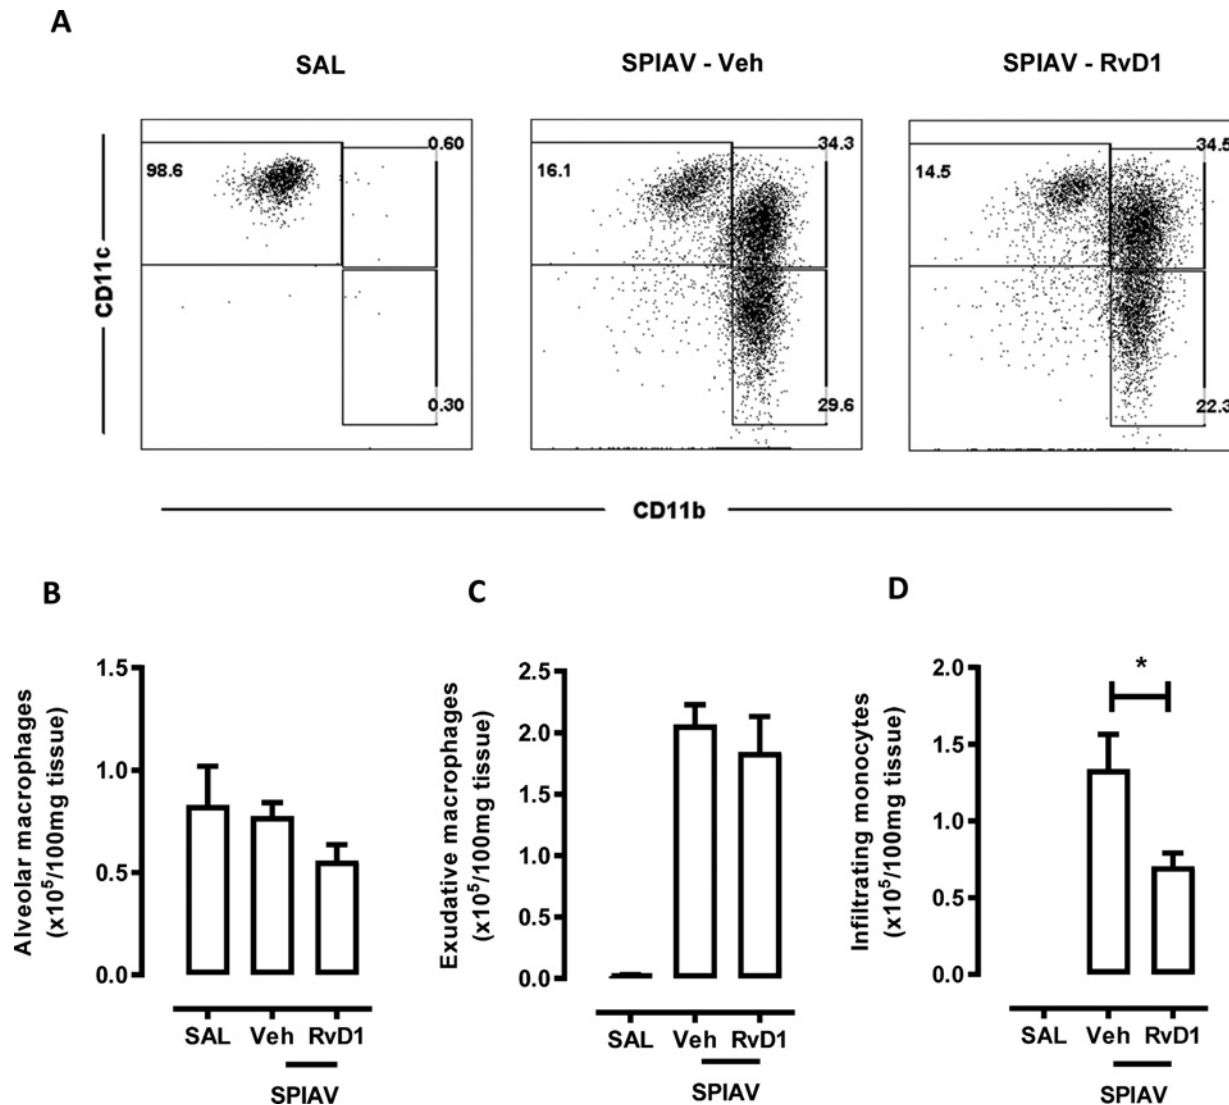 A
SAL
SPIAV - Veh
SPIAV - RvD1
CD11c
98.6
0.60
0.30
16.1
34.3
29.6
14.5
34.5
22.3
CD11b
B
Alveolar macrophages
(x10⁵/100mg tissue)
1.5
1.0
0.5
0.0
SAL Veh RvD1
SPIAV
C
Exudative macrophages
(x10⁵/100mg tissue)
2.5
2.0
1.5
1.0
0.5
0.0
SAL Veh RvD1
SPIAV
D
Infiltrating monocytes
(x10⁵/100mg tissue)
2.0
1.5
1.0
0.5
0.0
*
SAL Veh RvD1
SPIAV